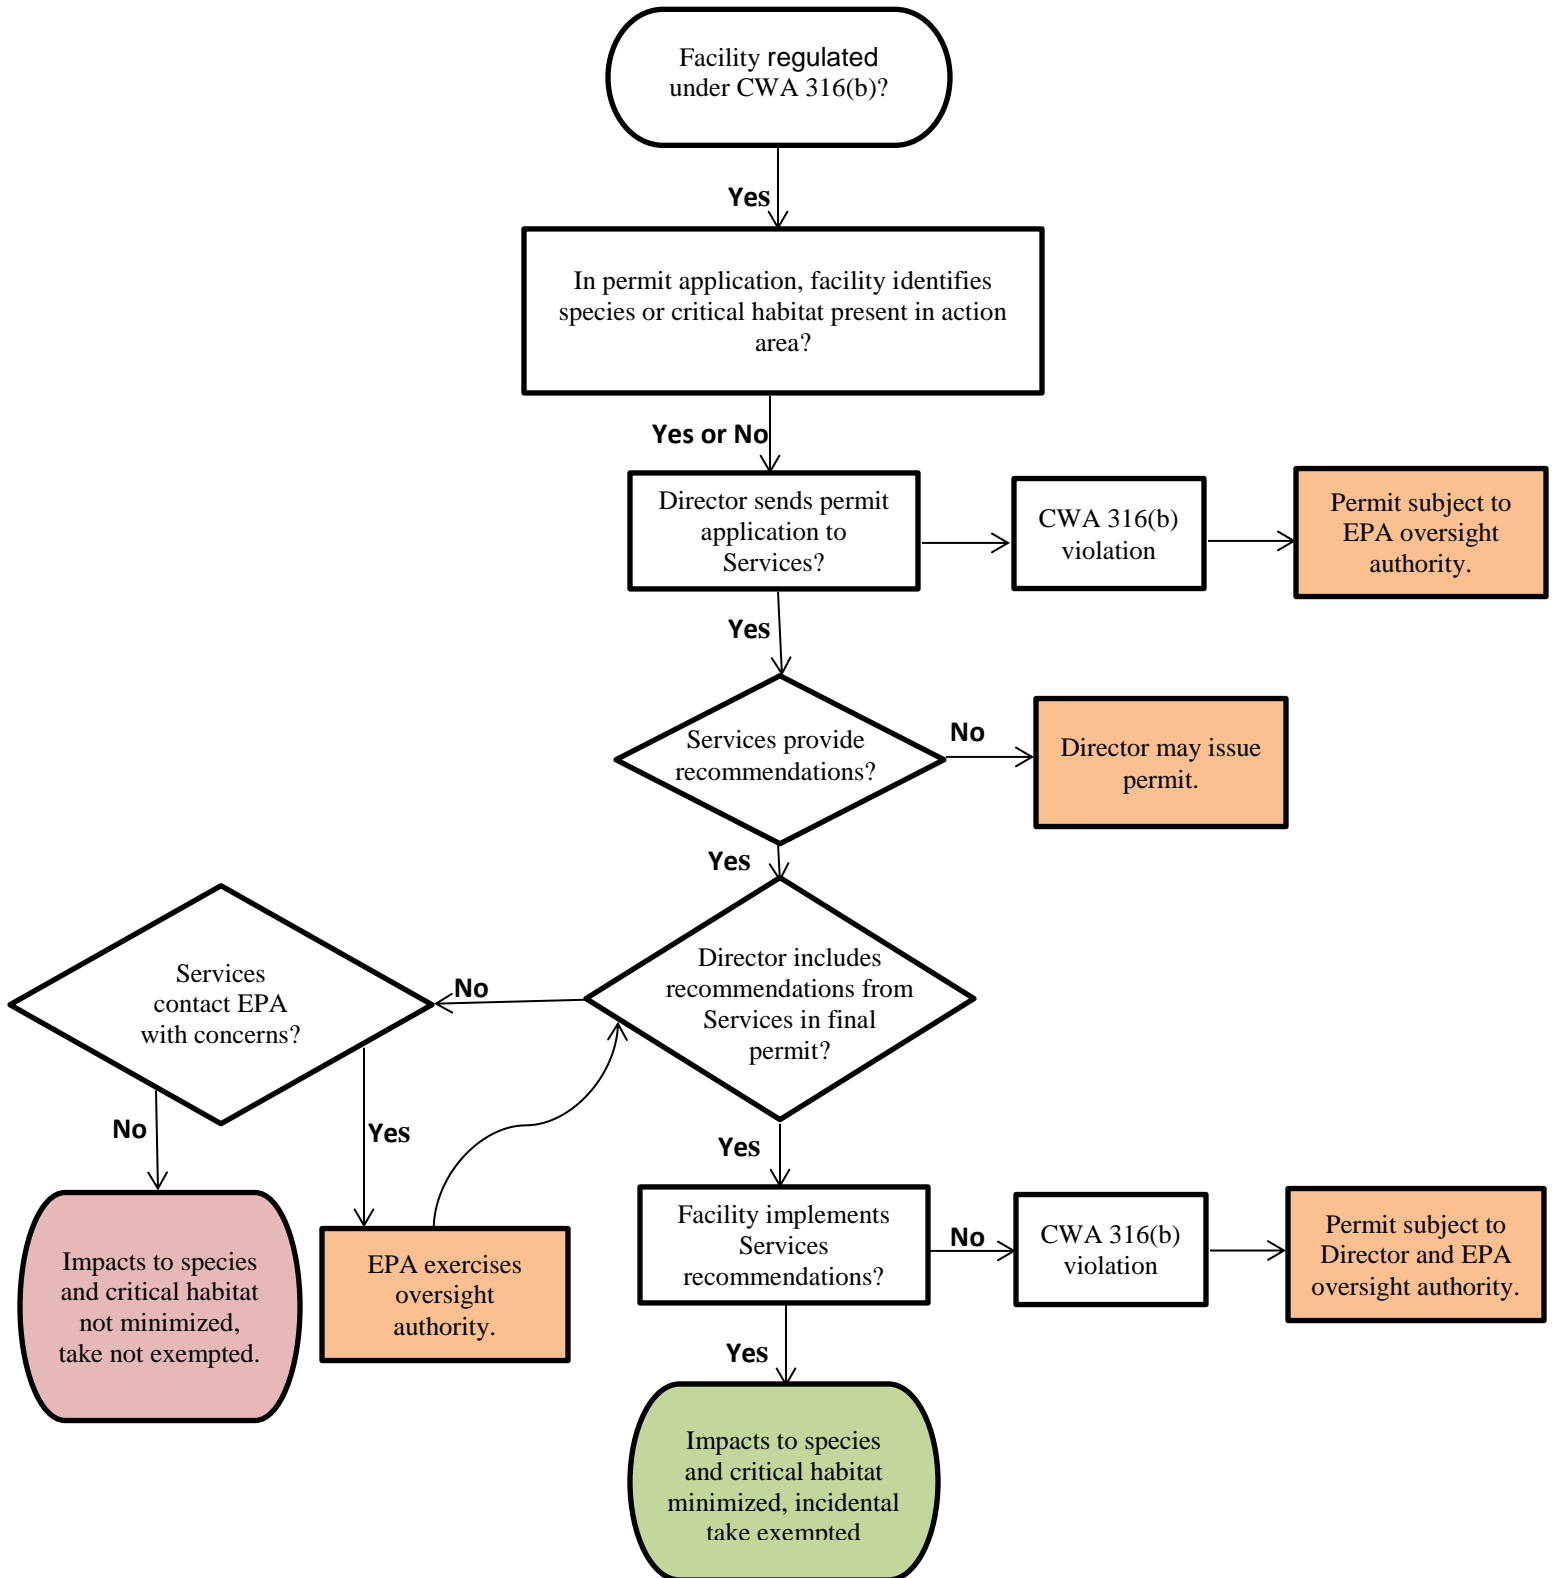 Facility regulated
under CWA 316(b)?
Yes
In permit application, facility identifies
species or critical habitat present in action
area?
Yes or No
Director sends permit
application to
Services?
CWA 316(b)
violation
Permit subject to
EPA oversight
authority.
Yes
Services provide
recommendations?
No
Director may issue
permit.
Yes
Director includes
recommendations from
Services in final
permit?
No
Services
contact EPA
with concerns?
No
Yes
Impacts to species
and critical habitat
not minimized,
take not exempted.
EPA exercises
oversight
authority.
Yes
Facility implements
Services
recommendations?
No
CWA 316(b)
violation
Permit subject to
Director and EPA
oversight authority.
Yes
Impacts to species
and critical habitat
minimized, incidental
take exempted